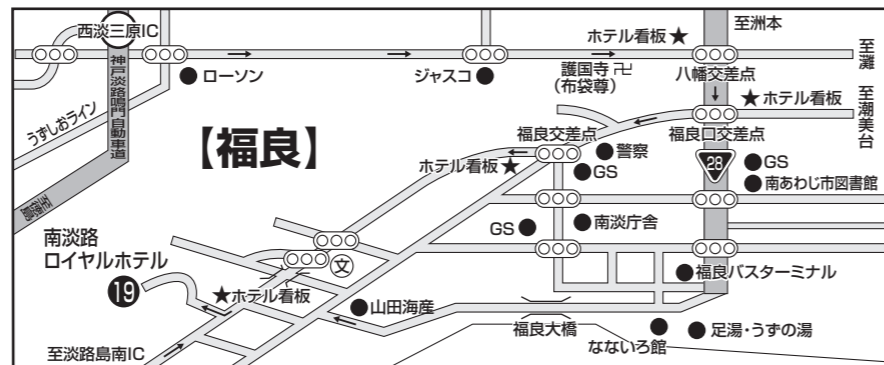 西淡三原IC
至洲本
ホテル看板
至灘
ローソン
ジャスコ
護国寺
(布袋尊)
八幡交差点
神戸淡路鳴門自動車道
うずしおライン
ホテル看板
至潮美台
【福良】
福良交差点
福良口交差点
警察
ホテル看板
GS
28
GS
南あわじ市図書館
至徳島
南淡路
ロイヤルホテル
19
GS
南淡庁舎
文
ホテル看板
福良バスターミナル
山田海産
福良大橋
なないろ館
足湯・うずの湯
至淡路島南IC